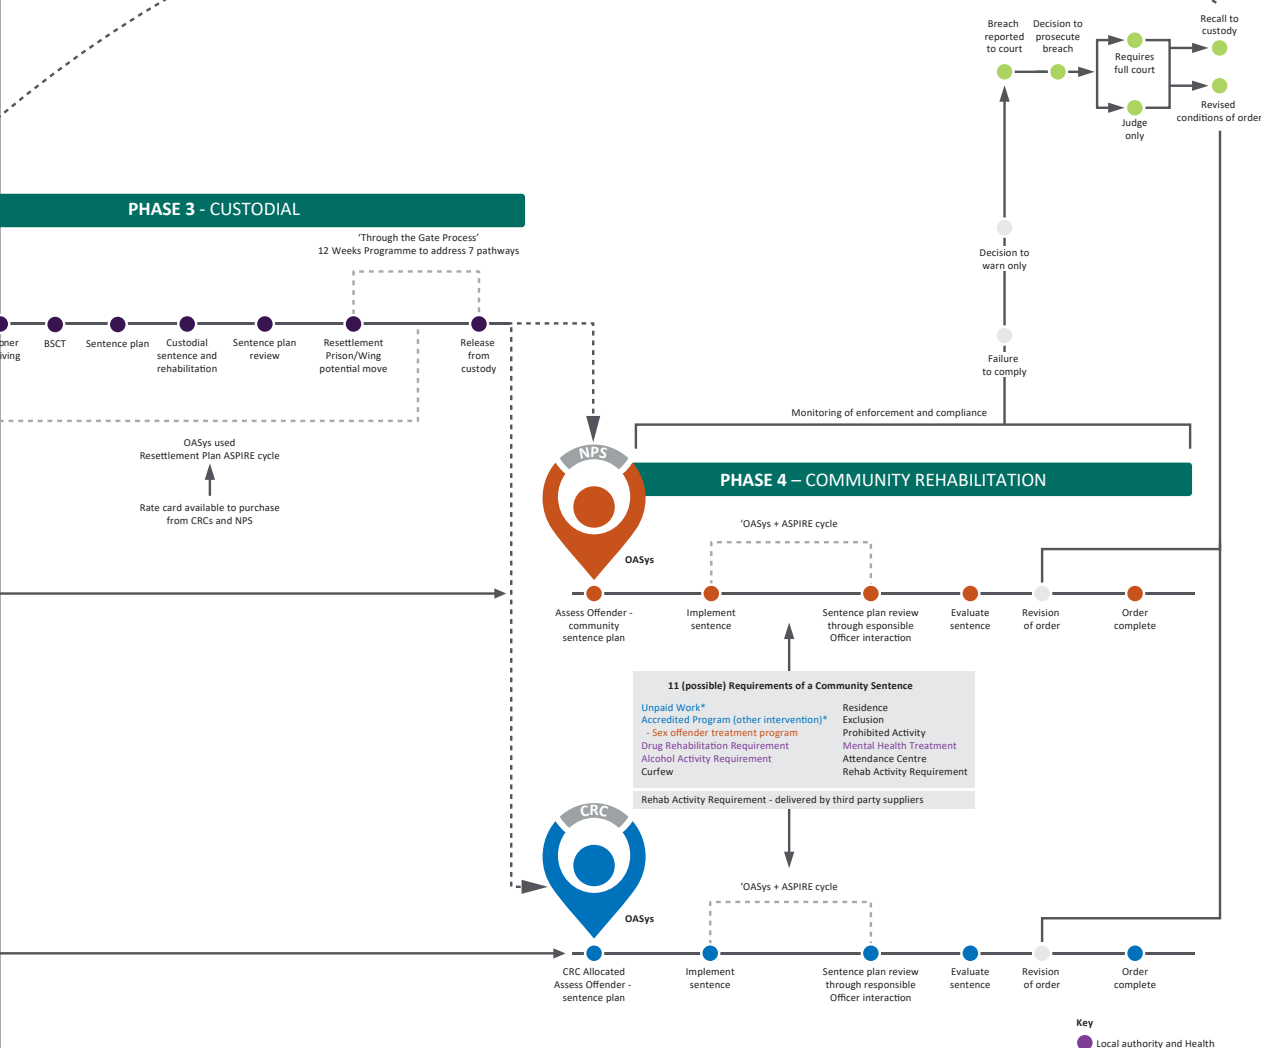 Breach
reported
to court
Decision to
prosecute
breach
Requires
full court
Judge
only
Recall to
custody
Revised
conditions of order
PHASE 3 - CUSTODIAL
'Through the Gate Process'
12 Weeks Programme to address 7 pathways
BSCT
Sentence plan
Custodial
sentence and
rehabilitation
Sentence plan
review
Resettlement
Prison/Wing
potential move
Release
from
custody
OASys used
Resettlement Plan ASPIRE cycle
Rate card available to purchase
from CRCs and NPS
Decision to
warn only
Failure
to comply
Monitoring of enforcement and compliance
NPS
PHASE 4 – COMMUNITY REHABILITATION
OASys
'OASys + ASPIRE cycle
Assess Offender -
community
sentence plan
Implement
sentence
Sentence plan review
through esponsible
Officer interaction
Evaluate
sentence
Revision
of order
Order
complete
11 (possible) Requirements of a Community Sentence
Unpaid Work*
Accredited Program (other intervention)*
- Sex offender treatment program
Drug Rehabilitation Requirement
Alcohol Activity Requirement
Curfew
Residence
Exclusion
Prohibited Activity
Mental Health Treatment
Attendance Centre
Rehab Activity Requirement
Rehab Activity Requirement - delivered by third party suppliers
CRC
OASys
'OASys + ASPIRE cycle
CRC Allocated
Assess Offender -
sentence plan
Implement
sentence
Sentence plan review
through responsible
Officer interaction
Evaluate
sentence
Revision
of order
Order
complete
Key
Local authority and Health